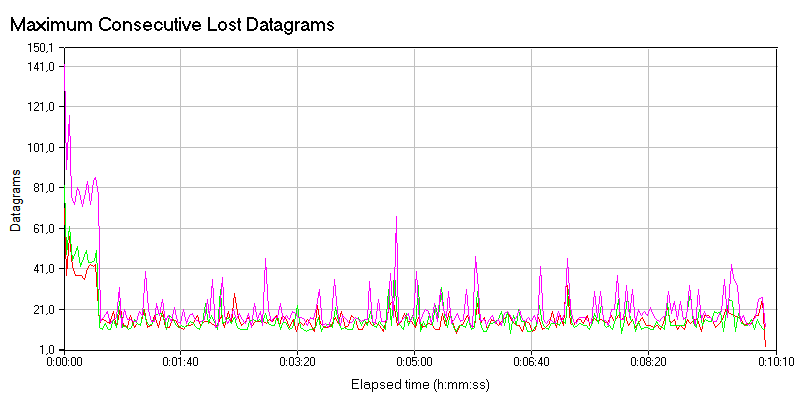 Maximum Consecutive Lost Datagrams
150,1
141,0
121,0
101,0
81,0
61,0
41,0
21,0
1,0
Datagrams
0:00:00 0:01:40 0:03:20 0:05:00 0:06:40 0:08:20 0:10:10
Elapsed time (h:mm:ss)